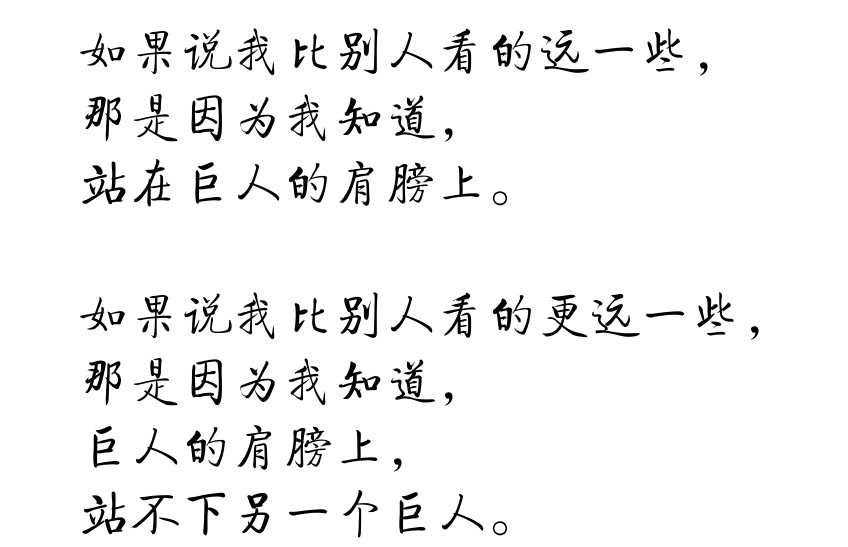 如果说我比别人看的远一些，
那是因为我知道，
站在巨人的肩膀上。
如果说我比别人看的更远一些，
那是因为我知道，
巨人的肩膀上，
站不下另一个巨人。